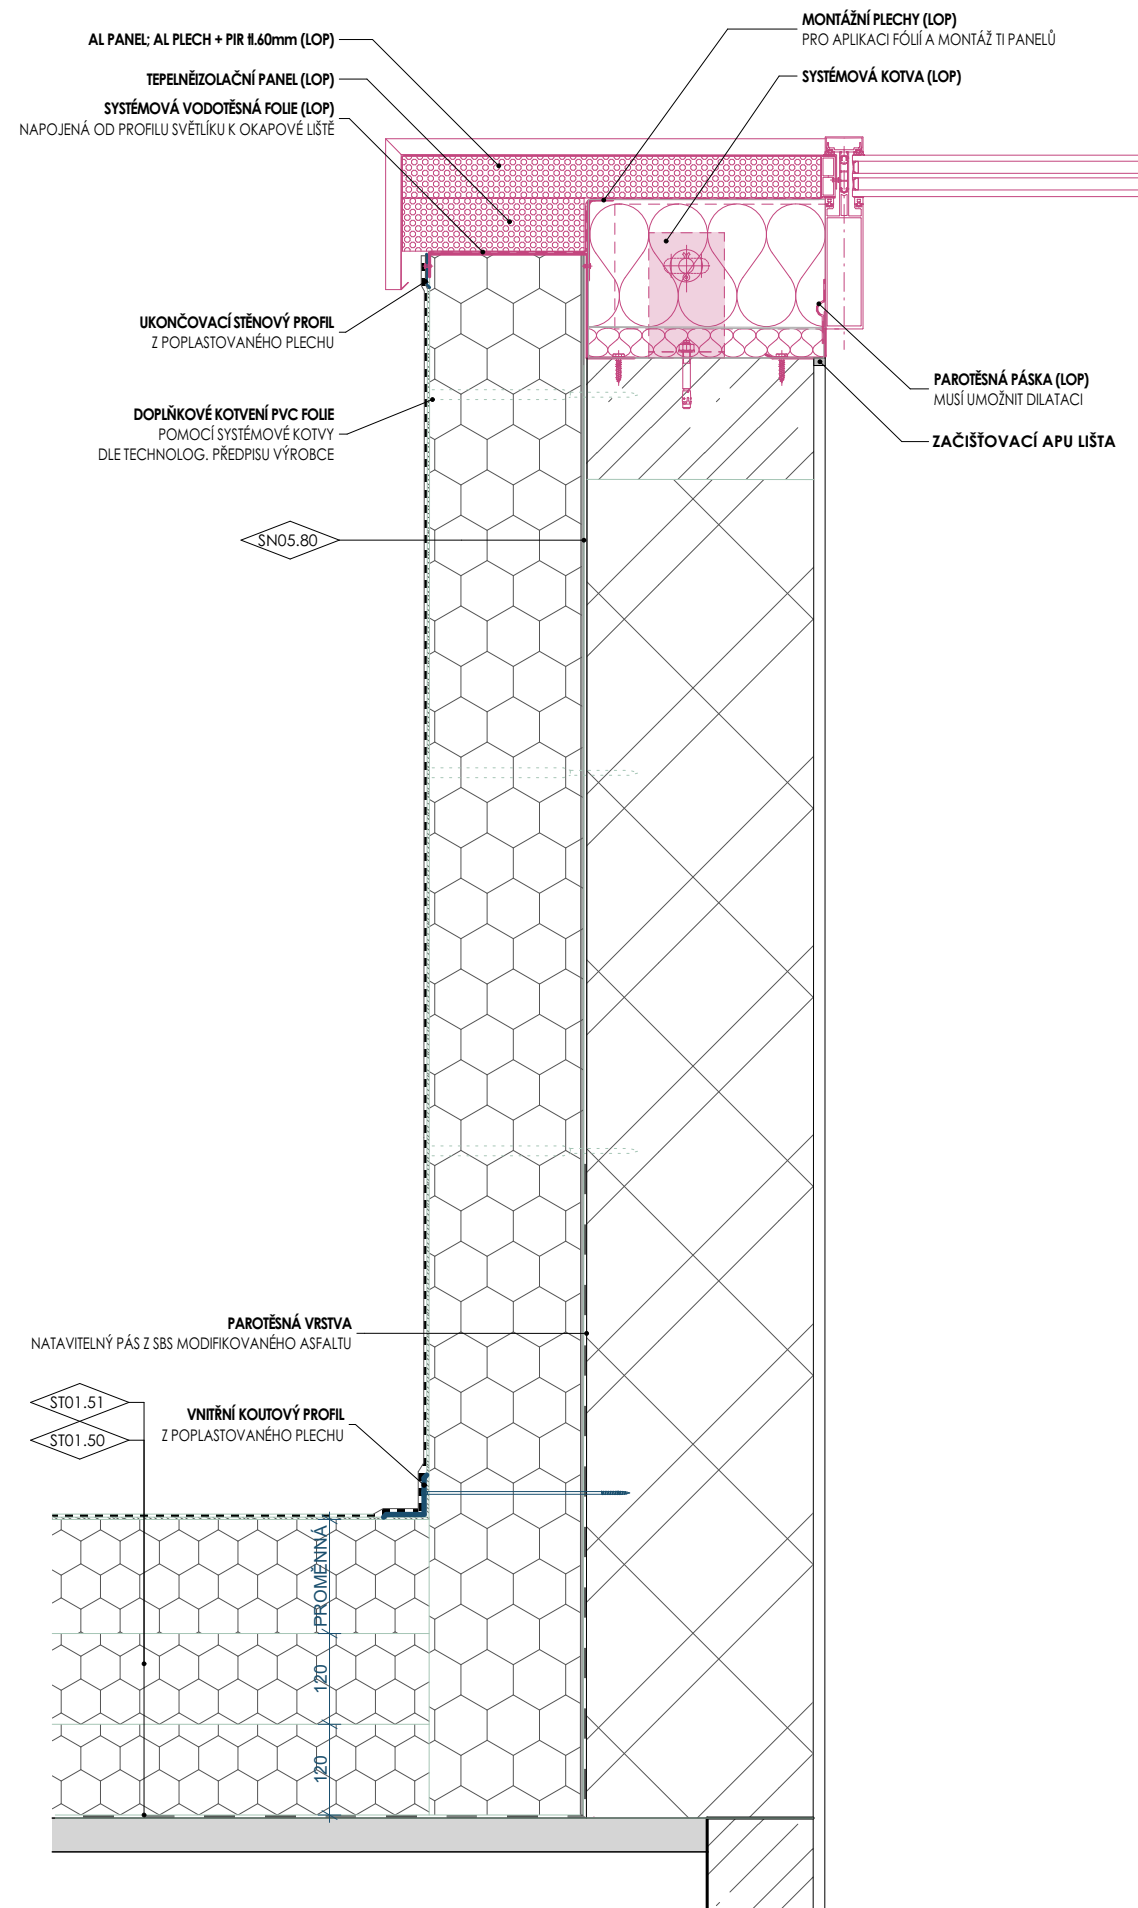 AL PANEL; AL PLECH + PIR tl.60mm (LOP)
TEPELNĚIZOLAČNÍ PANEL (LOP)
SYSTÉMOVÁ VODOTĚSNÁ FOLIE (LOP)
NAPOJENÁ OD PROFILU SVĚTLÍKU K OKAPOVÉ LIŠTĚ
MONTÁŽNÍ PLECHY (LOP)
PRO APLIKACI FÓLIÍ A MONTÁŽ TI PANELŮ
SYSTÉMOVÁ KOTVA (LOP)
UKONČOVACÍ STĚNOVÝ PROFIL
Z POPLASTOVANÉHO PLECHU
DOPLŇKOVÉ KOTVENÍ PVC FOLIE
POMOCÍ SYSTÉMOVÉ KOTVY
DLE TECHNOLOG. PŘEDPISU VÝROBCE
PAROTĚSNÁ PÁSKA (LOP)
MUSÍ UMOŽNIT DILATACI
ZAČIŠŤOVACÍ APU LIŠTA
SN05.80
PAROTĚSNÁ VRSTVA
NATAVITELNÝ PÁS Z SBS MODIFIKOVANÉHO ASFALTU
ST01.51
ST01.50
VNITŘNÍ KOUTOVÝ PROFIL
Z POPLASTOVANÉHO PLECHU
PROMĚNNÁ
120
120